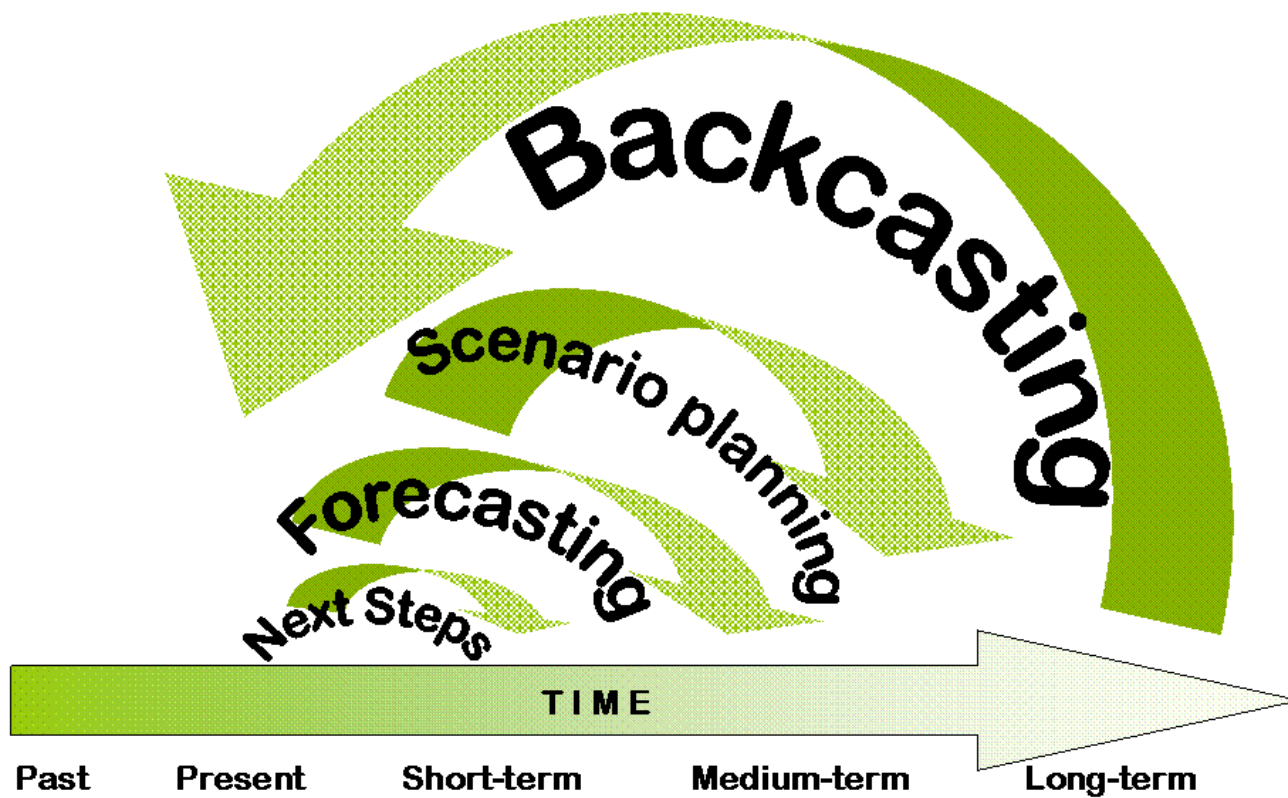 Backcasting
Scenario planning
Forecasting
Next Steps
TIME
Past Present Short-term Medium-term Long-term